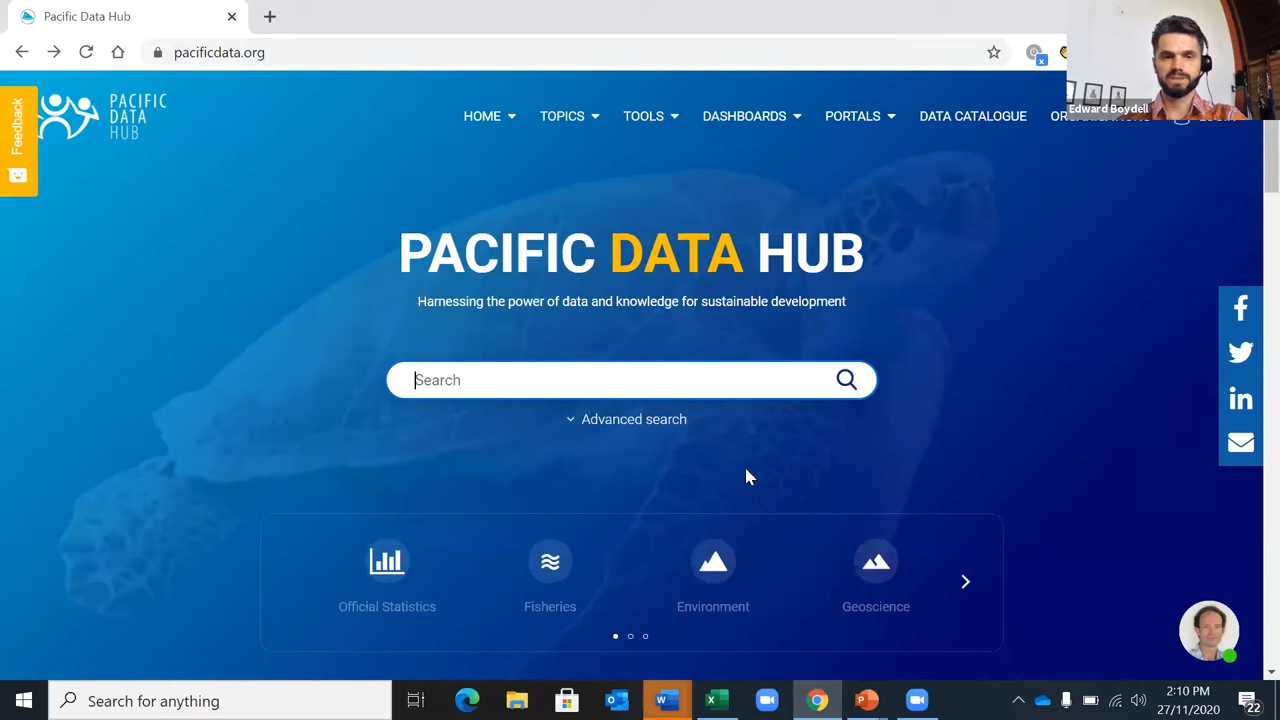 Pacific Data Hub
pacificdata.org
Edward Boydell
Feedback
PACIFIC
DATA
HUB
HOME
TOPICS
TOOLS
DASHBOARDS
PORTALS
DATA CATALOGUE
PACIFIC DATA HUB
Harnessing the power of data and knowledge for sustainable development
Search
Advanced search
Official Statistics
Fisheries
Environment
Geoscience
Search for anything
2:10 PM
27/11/2020
22